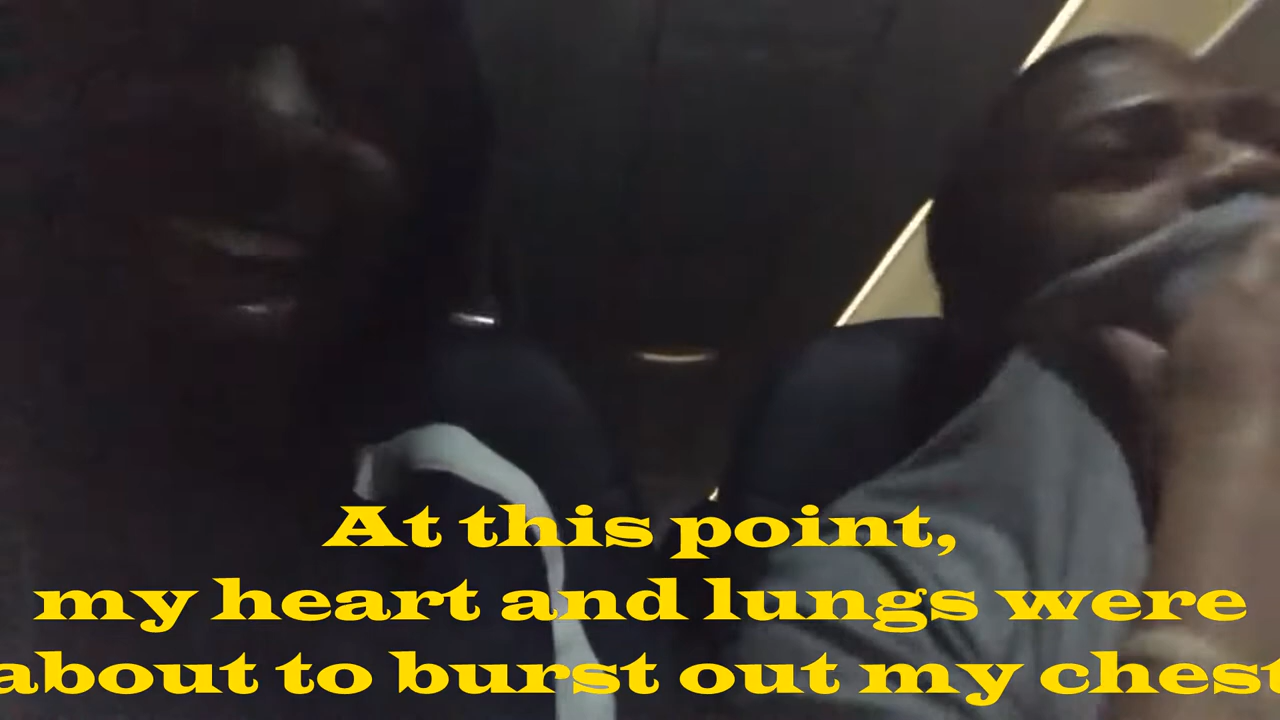 At this point,
my heart and lungs were
about to burst out my chest